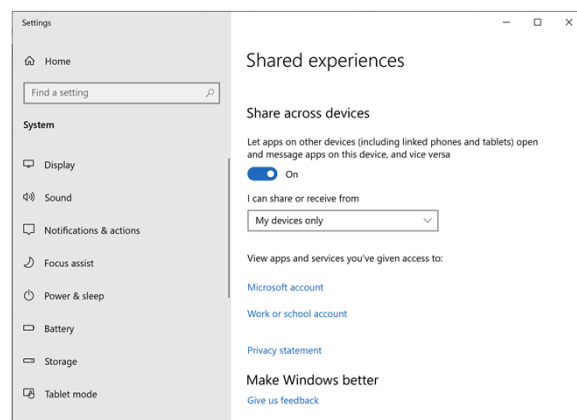 Settings
Home
Find a setting
System
Display
Sound
Notifications & actions
Focus assist
Power & sleep
Battery
Storage
Tablet mode
Shared experiences
Share across devices
Let apps on other devices (including linked phones and tablets) open
and message apps on this device, and vice versa
On
I can share or receive from
My devices only
View apps and services you've given access to:
Microsoft account
Work or school account
Privacy statement
Make Windows better
Give us feedback